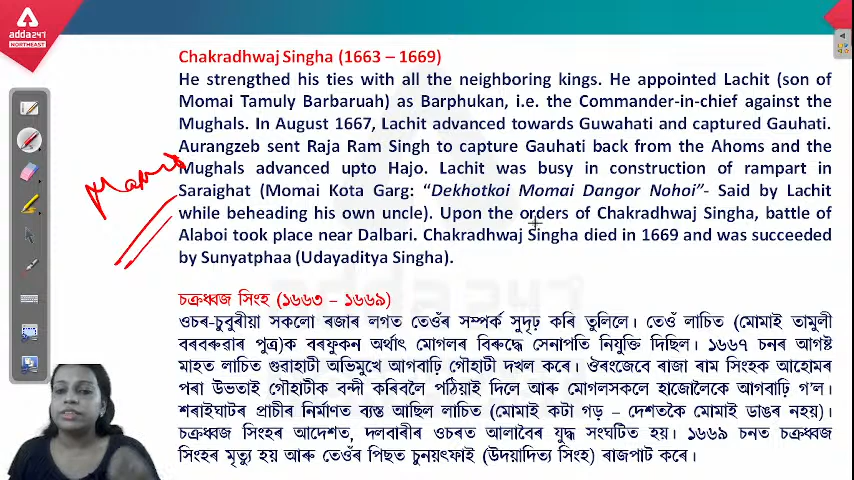 adda247
NORTHEAST
Chakradhwaj Singha (1663 – 1669)
He strengthed his ties with all the neighboring kings. He appointed Lachit (son of
Momai Tamuly Barbaruah) as Barphukan, i.e. the Commander-in-chief against the
Mughals. In August 1667, Lachit advanced towards Guwahati and captured Gauhati.
Aurangzeb sent Raja Ram Singh to capture Gauhati back from the Ahoms and the
Mughals advanced upto Hajo. Lachit was busy in construction of rampart in
Saraighat (Momai Kota Garg: “Dekhotkoi Momai Dangor Nohoi”- Said by Lachit
while beheading his own uncle). Upon the orders of Chakradhwaj Singha, battle of
Alaboi took place near Dalbari. Chakradhwaj Singha died in 1669 and was succeeded
by Sunyatphaa (Udayaditya Singha).
চক্ৰধ্বজ সিংহ (১৬৬৩ – ১৬৬৯)
ওচৰ-চুবুৰীয়া সকলো ৰজাৰ লগত তেওঁৰ সম্পৰ্ক সুদৃঢ় কৰি তুলিলে। তেওঁ লাচিত (মোমাই তামুলী
বৰবৰুৱাৰ পুত্ৰ)ক বৰফুকন অৰ্থাৎ মোগলৰ বিৰুদ্ধে সেনাপতি নিযুক্তি দিছিল। ১৬৬৭ চনৰ আগষ্ট
মাহত লাচিত গুৱাহাটী অভিমুখে আগবাঢ়ি গৌহাটী দখল কৰে। ঔৰংজেবে ৰাজা ৰাম সিংহক আহোমৰ
পৰা উভতাই গৌহাটীক বন্দী কৰিবলৈ পঠিয়াই দিলে আৰু মোগলসকলে হাজোলৈকে আগবাঢ়ি গ'ল।
শৰাইঘাটৰ প্ৰাচীৰ নিৰ্মাণত ব্যস্ত আছিল লাচিত (মোমাই কটা গড় – দেশতকৈ মোমাই ডাঙৰ নহয়)।
চক্ৰধ্বজ সিংহৰ আদেশত, দলবাৰীৰ ওচৰত আলাবৈৰ যুদ্ধ সংঘটিত হয়। ১৬৬৯ চনত চক্ৰধ্বজ
সিংহৰ মৃত্যু হয় আৰু তেওঁৰ পিছত চুনয়ৎফাই (উদয়াদিত্য সিংহ) ৰাজপাট কৰে।